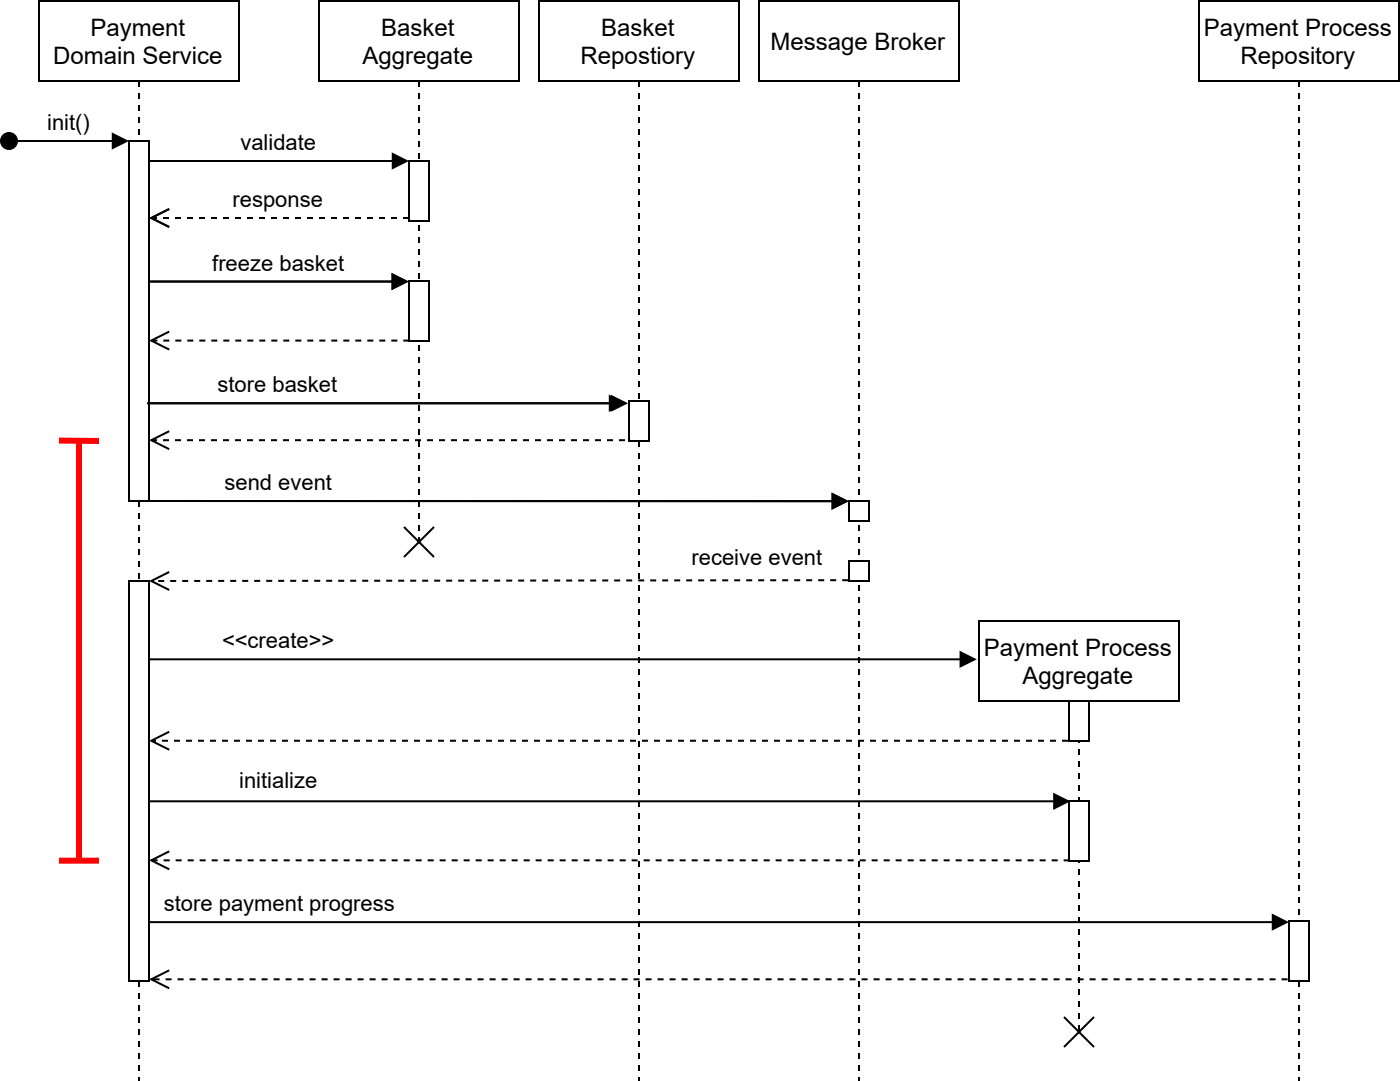 Payment
Domain Service
Basket
Aggregate
Basket
Repostiory
Message Broker
Payment Process
Repository
init()
validate
response
freeze basket
store basket
send event
receive event
<<create>>
Payment Process
Aggregate
initialize
store payment progress